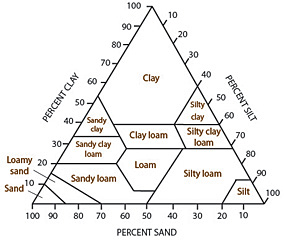 100
90
10
80
20
70
30
60
Clay
40
50
50
40
60
30
70
20
80
10
90
100
PERCENT CLAY
PERCENT SILT
Silty
clay
Sandy
clay
Clay loam
Silty clay
loam
Sandy clay
loam
Loamy
sand
Loam
Sandy loam
Silty loam
Sand
Silt
100
90
80
70
60
50
40
30
20
10
PERCENT SAND